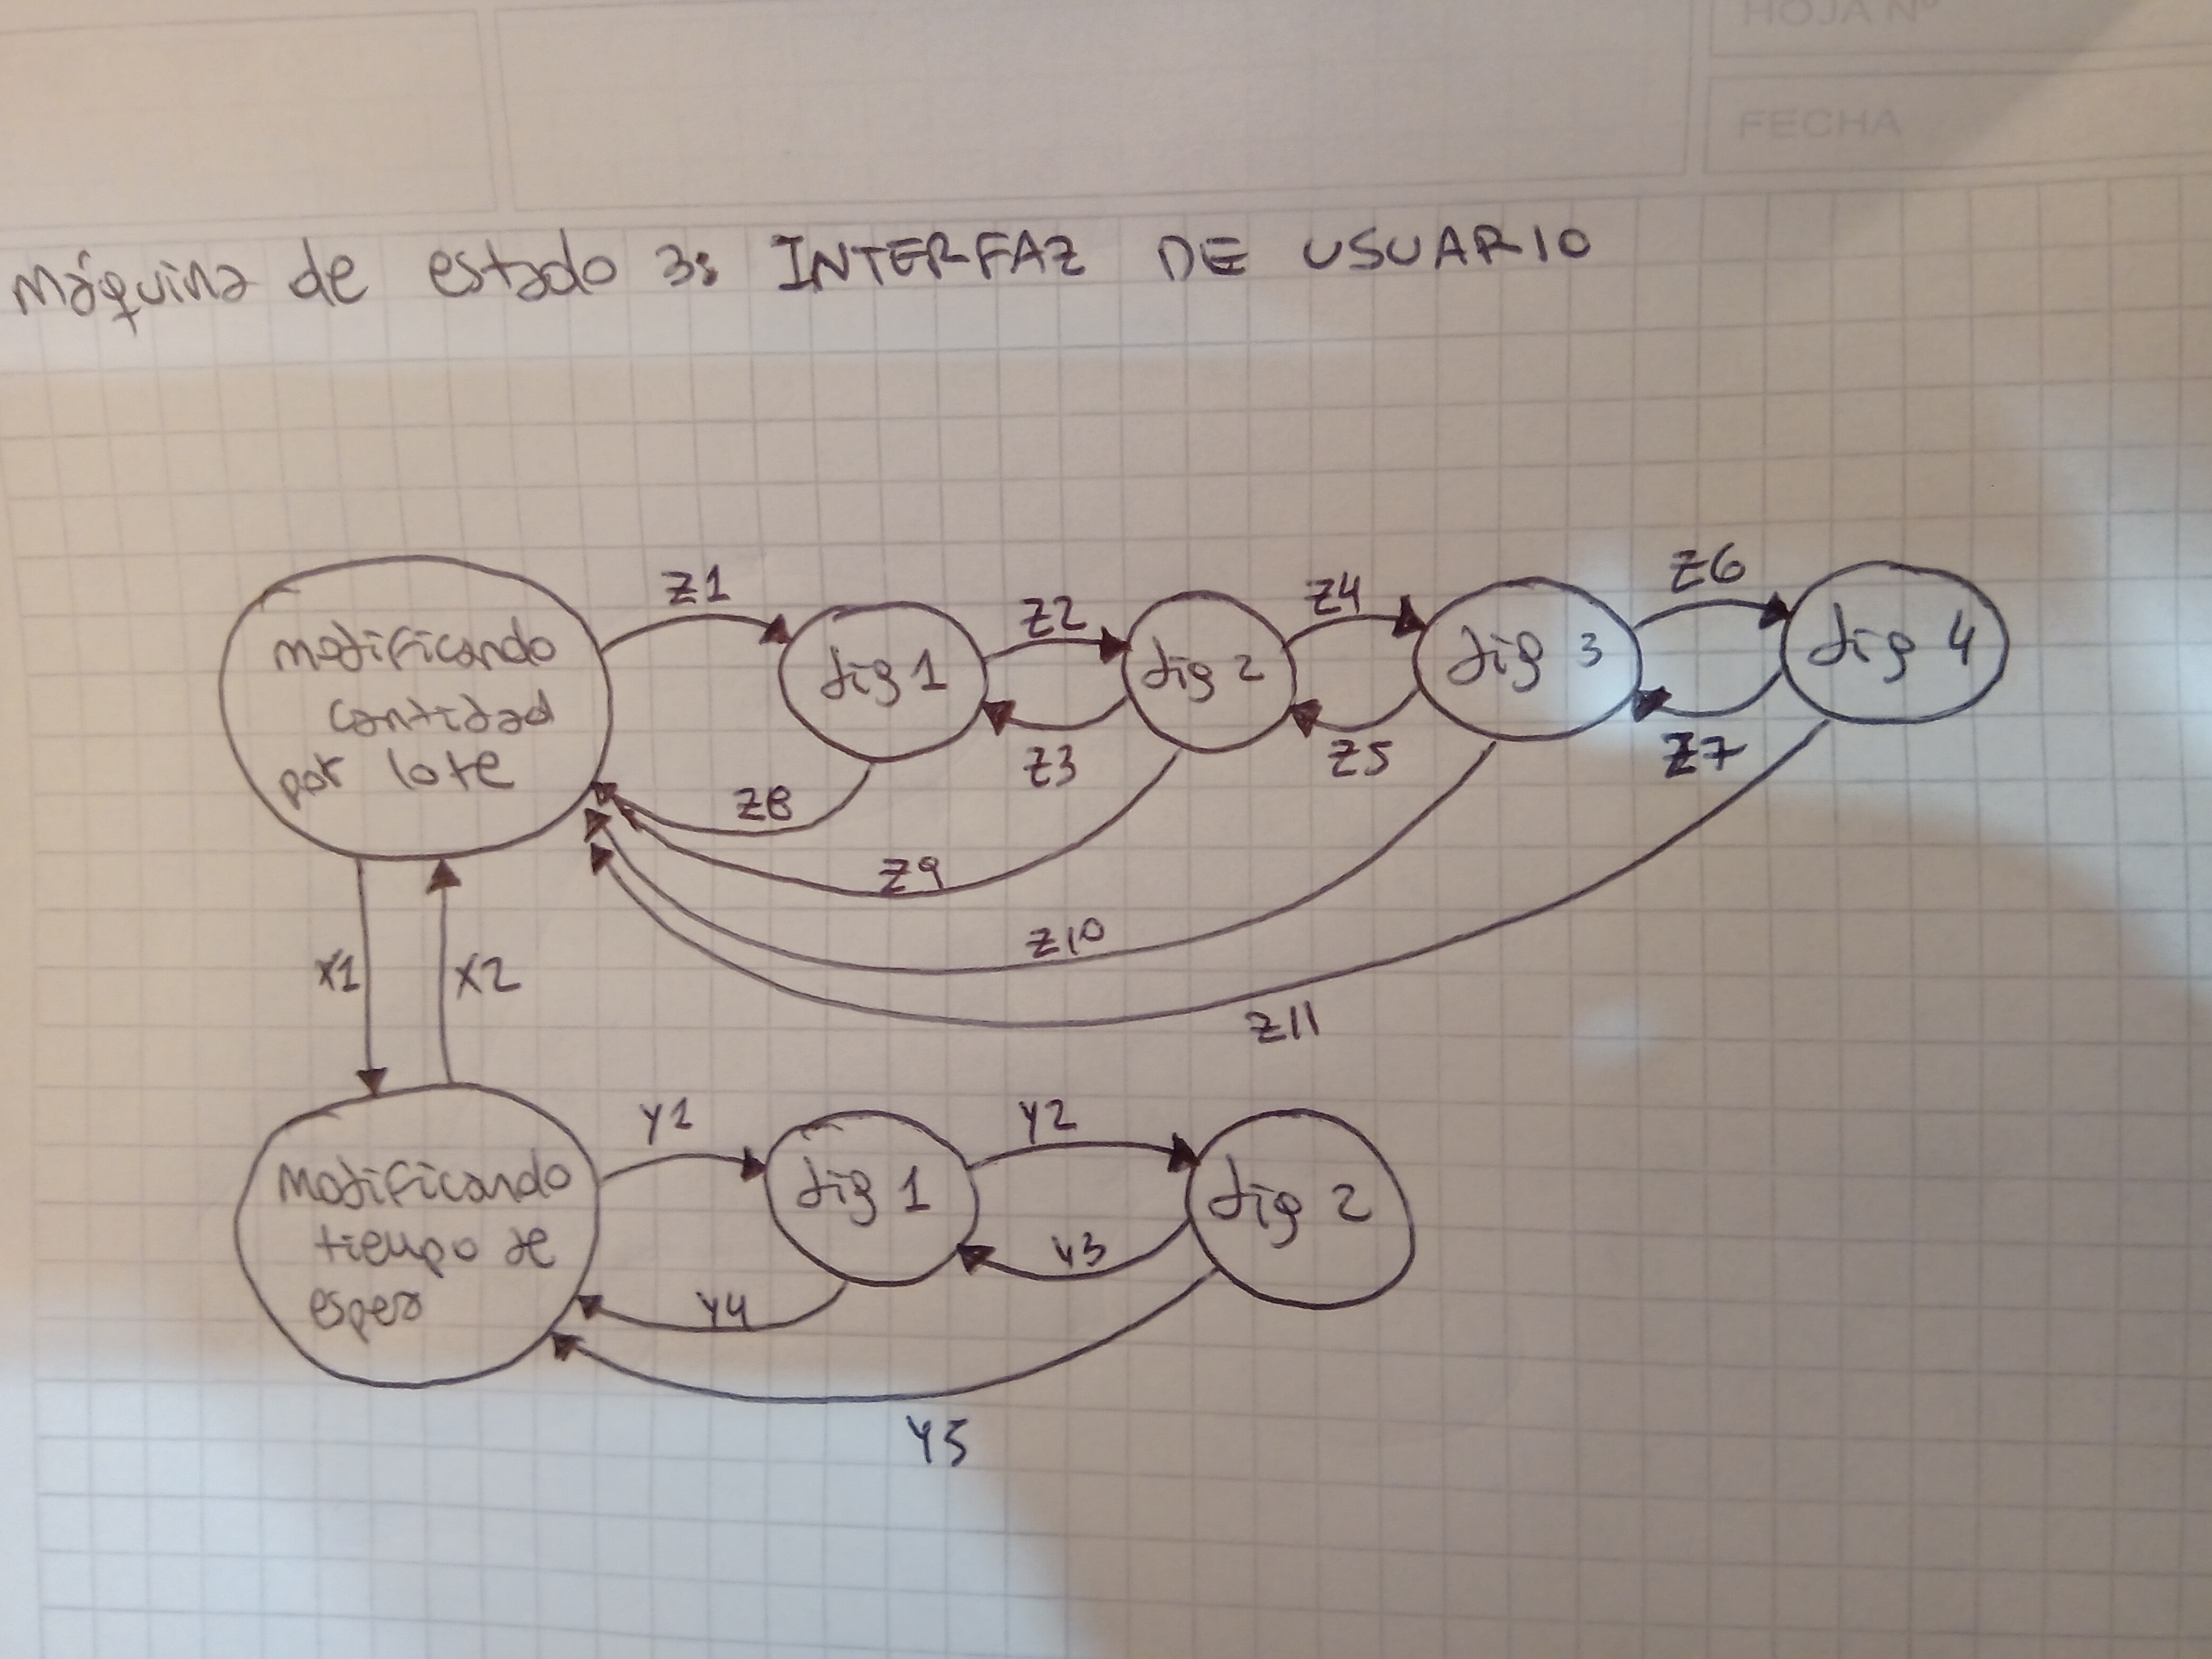 HOJA Nº
FECHA
Máquina de estado 3: INTERFAZ DE USUARIO
modificando
cantidad
por lote
Z1
dig 1
Z2
Z3
dig 2
Z4
Z5
dig 3
Z6
Z7
dig 4
Z8
Z9
Z10
Z11
X1
X2
Modificando
tiempo de
espera
Y1
dig 1
Y2
Y3
dig 2
Y4
Y5